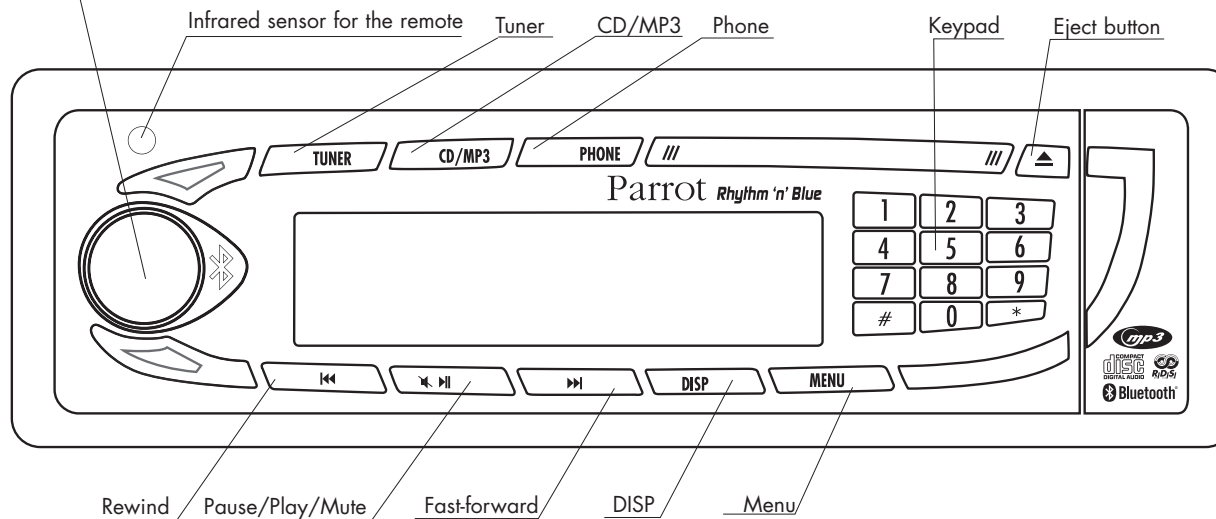 Infrared sensor for the remote
Tuner
CD/MP3
Phone
Keypad
Eject button
TUNER
CD/MP3
PHONE
Parrot Rhythm 'n' Blue
1 2 3
4 5 6
7 8 9
# 0 *
mp3
COMPACT
disc
DIGITAL AUDIO
R.D.S.
Bluetooth®
DISP
MENU
Rewind
Pause/Play/Mute
Fast-forward
DISP
Menu